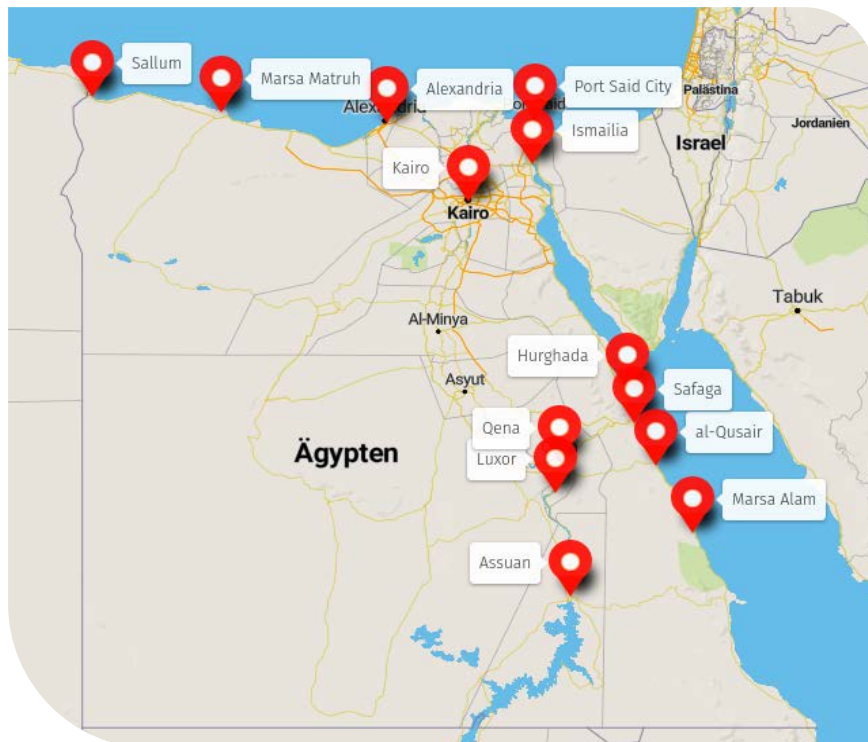 Sallum
Marsa Matruh
Alexandria
Port Said City
Palästina
Ismailia
Jordanien
Israel
Kairo
Kairo
Tabuk
Al-Minya
Hurghada
Asyut
Safaga
Qena
al-Qusair
Ägypten
Luxor
Marsa Alam
Assuan